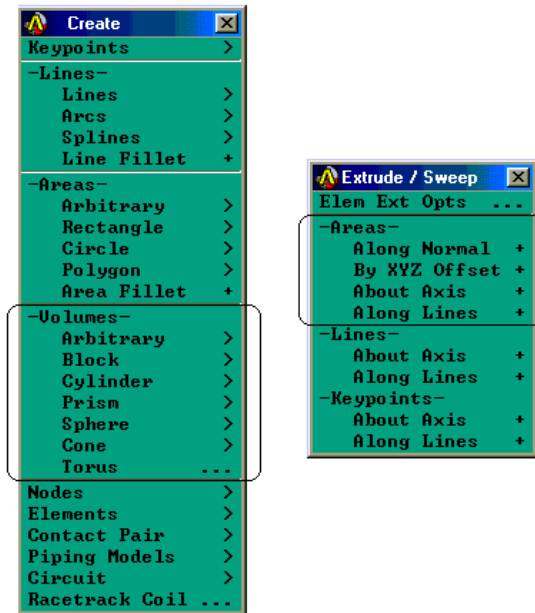 Create
Keypoints >
-Lines-
Lines >
Arcs >
Splines >
Line Fillet +
-Areas-
Arbitrary >
Rectangle >
Circle >
Polygon >
Area Fillet +
-Volumes-
Arbitrary >
Block >
Cylinder >
Prism >
Sphere >
Cone >
Torus ...
Nodes >
Elements >
Contact Pair >
Piping Models >
Circuit >
Racetrack Coil ...
Extrude / Sweep
Elem Ext Opts ...
-Areas-
Along Normal +
By XYZ Offset +
About Axis +
Along Lines +
-Lines-
About Axis +
Along Lines +
-Keypoints-
About Axis +
Along Lines +